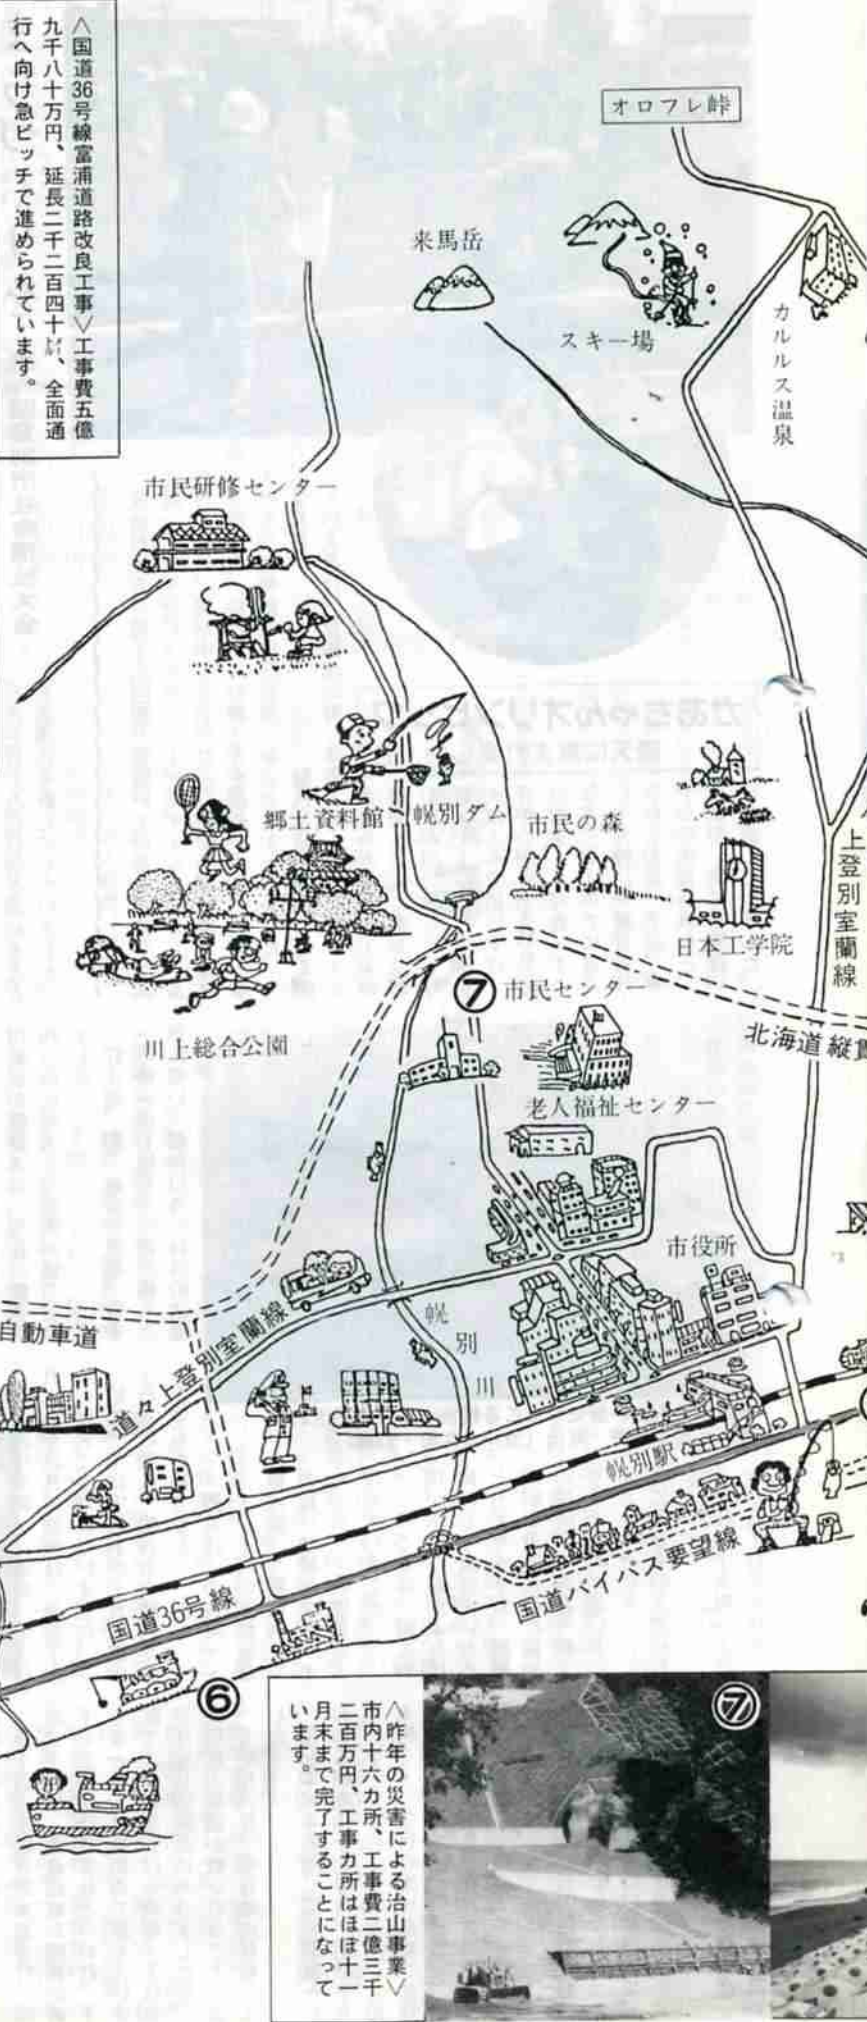 ＾国道36号線富浦道路改良工事＞工事費五億
九千八十万円、延長二千二百四十㍍、全面通
行へ向け急ピッチで進められています。
オロフレ峠
来馬岳
スキー場
カルルス温泉
市民研修センター
郷土資料館
幌別ダム
市民の森
日本工学院
上登別室蘭線
⑦
市民センター
北海道縦貫
川上総合公園
老人福祉センター
市役所
自動車道
道々上登別室蘭線
幌別川
幌別駅
国道バイパス要望線
国道36号線
⑥
＾昨年の災害による治山事業＞
市内十六カ所、工事費二億三千
二百万円、工事カ所はほぼ十一
月末まで完了することになって
います。
⑦